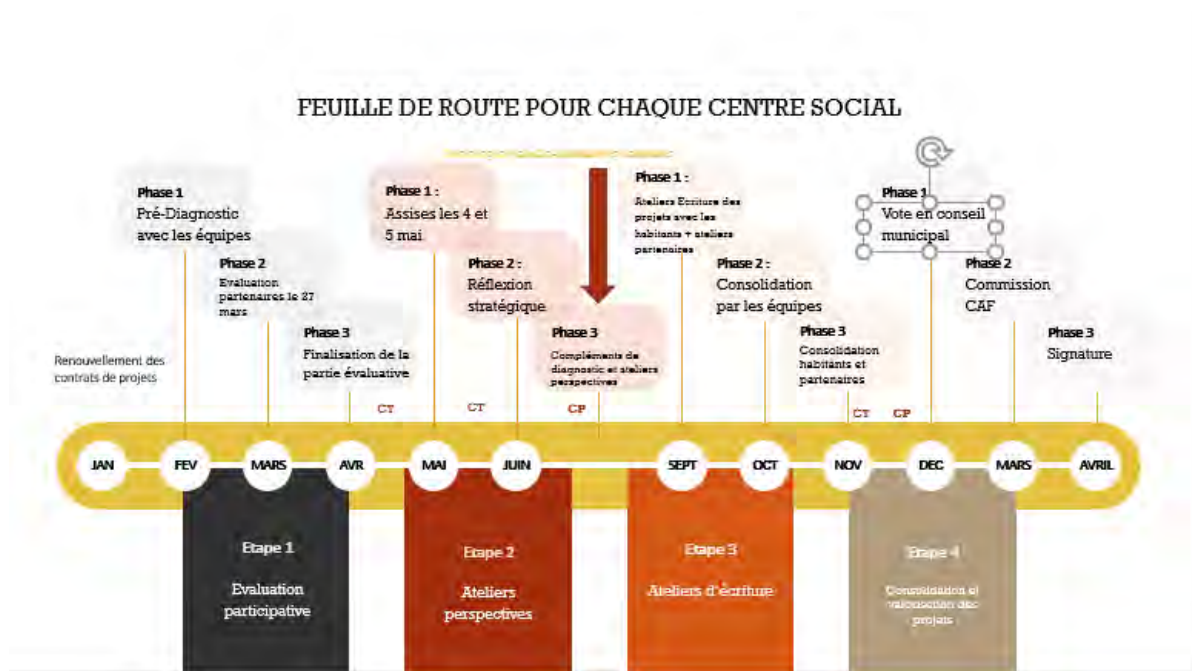 FEUILLE DE ROUTE POUR CHAQUE CENTRE SOCIAL
Phase 1
Pré-Diagnostic
avec les équipes
Phase 2
Evaluation
partenaires le 27
mars
Phase 3
Finalisation de la
partie évaluative
Phase 1 :
Assises les 4 et
5 mai
Phase 2 :
Réflexion
stratégique
Phase 3
Compléments de
diagnostic et ateliers
perspectives
Phase 1 :
Ateliers Ecriture des
projets avec les
habitants + ateliers
partenaires
Phase 2 :
Consolidation
par les équipes
Phase 3
Consolidation
habitants et
partenaires
Phase 1
Vote en conseil
municipal
Phase 2
Commission
CAF
Phase 3
Signature
Renouvellement des
contrats de projets
CT
CT
CP
CT
CP
JAN
FEV
MARS
AVR
MAI
JUIN
SEPT
OCT
NOV
DEC
MARS
AVRIL
Etape 1
Evaluation
participative
Etape 2
Ateliers
perspectives
Etape 3
Ateliers d'écriture
Etape 4
Consolidation et
valorisation des
projets